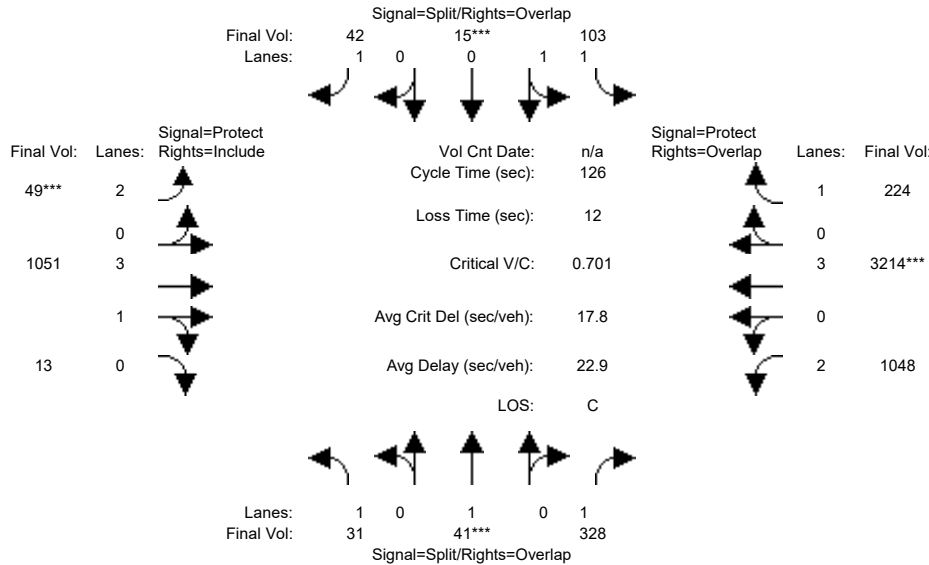 Signal=Split/Rights=Overlap
Final Vol: 42 15*** 103
Lanes: 1 0 0 1 1
Signal=Protect Signal=Protect
Final Vol: Lanes: Rights=Include Vol Cnt Date: n/a Rights=Overlap Lanes: Final Vol:
Cycle Time (sec): 126
49*** 2 1 224
Loss Time (sec): 12
0 0
1051 3 Critical V/C: 0.701 3 3214***
1 Avg Crit Del (sec/veh): 17.8 0
13 0 Avg Delay (sec/veh): 22.9 2 1048
LOS: C
Lanes: 1 0 1 0 1
Final Vol: 31 41*** 328
Signal=Split/Rights=Overlap